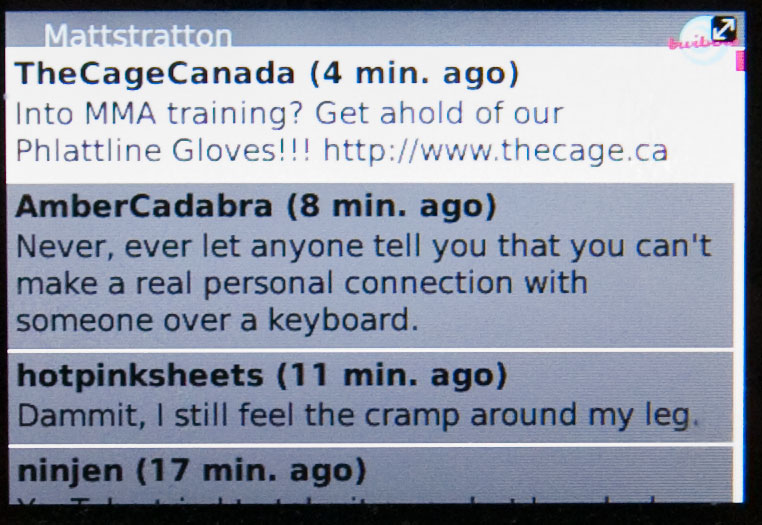 Mattstratton
TheCageCanada (4 min. ago)
Into MMA training? Get ahold of our
Phlattline Gloves!!! http://www.thecage.ca
AmberCadabra (8 min. ago)
Never, ever let anyone tell you that you can't
make a real personal connection with
someone over a keyboard.
hotpinksheets (11 min. ago)
Dammit, I still feel the cramp around my leg.
ninjen (17 min. ago)